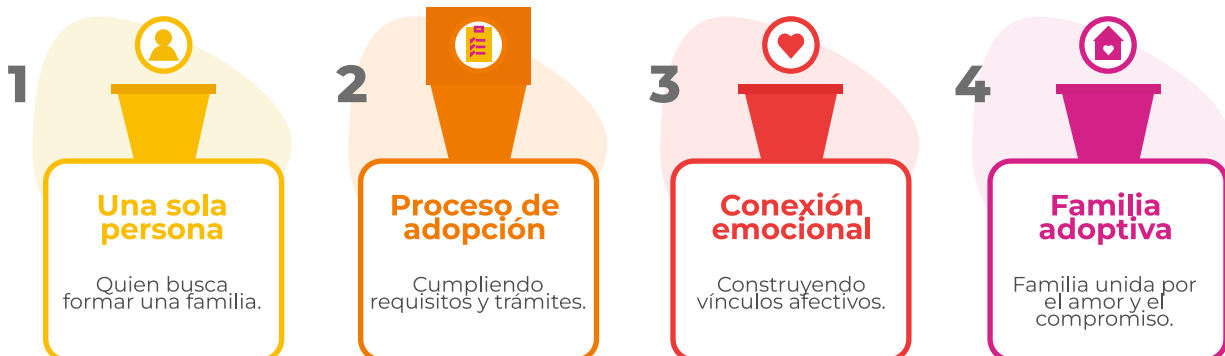 1
Una sola
persona
Quien busca
formar una familia.
2
Proceso de
adopción
Cumpliendo
requisitos y trámites.
3
Conexión
emocional
Construyendo
vínculos afectivos.
4
Familia
adoptiva
Familia unida por
el amor y el
compromiso.